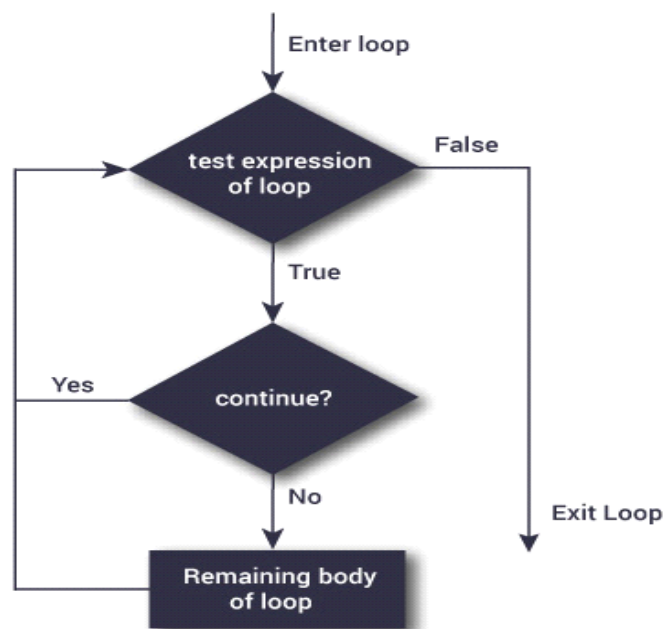 Enter loop
test expression
of loop
False
True
Yes
continue?
No
Exit Loop
Remaining body
of loop